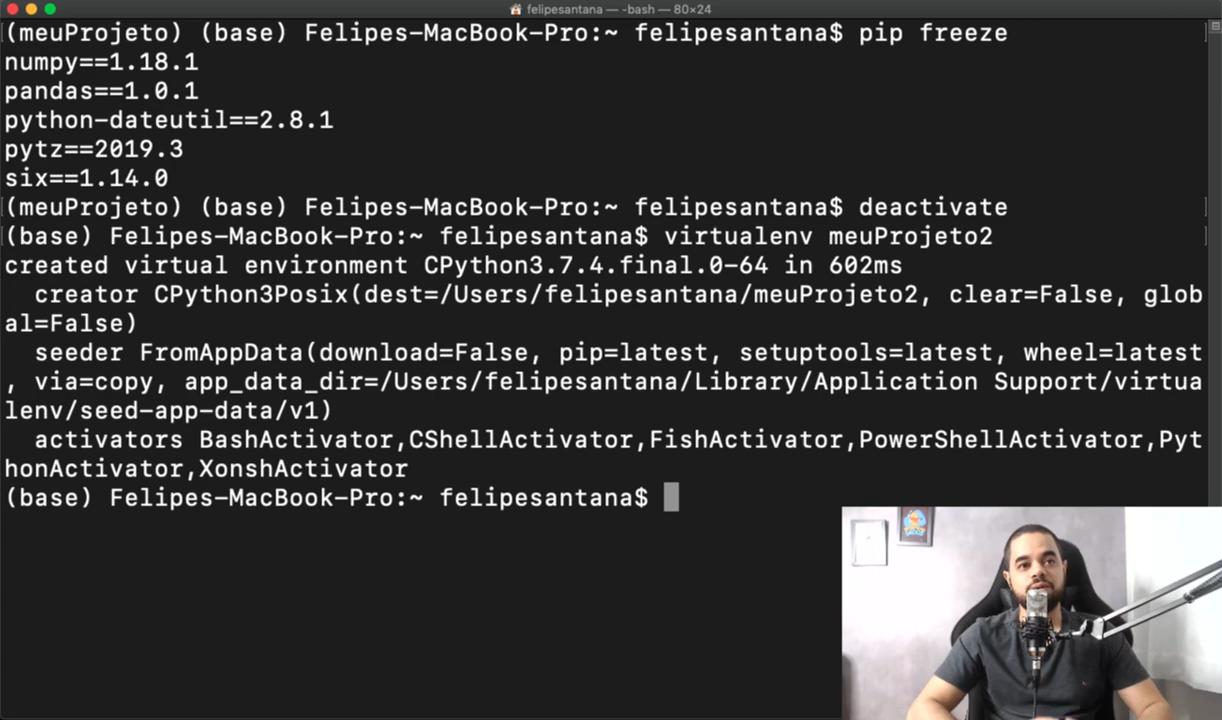 felipesantana — -bash — 80×24
(meuProjeto) (base) Felipes-MacBook-Pro:~ felipesantana$ pip freeze
numpy==1.18.1
pandas==1.0.1
python-dateutil==2.8.1
pytz==2019.3
six==1.14.0
(meuProjeto) (base) Felipes-MacBook-Pro:~ felipesantana$ deactivate
(base) Felipes-MacBook-Pro:~ felipesantana$ virtualenv meuProjeto2
created virtual environment CPython3.7.4.final.0-64 in 602ms
  creator CPython3Posix(dest=/Users/felipesantana/meuProjeto2, clear=False, glob
al=False)
  seeder FromAppData(download=False, pip=latest, setuptools=latest, wheel=latest
, via=copy, app_data_dir=/Users/felipesantana/Library/Application Support/virtua
lenv/seed-app-data/v1)
  activators BashActivator,CShellActivator,FishActivator,PowerShellActivator,Pyt
honActivator,XonshActivator
(base) Felipes-MacBook-Pro:~ felipesantana$